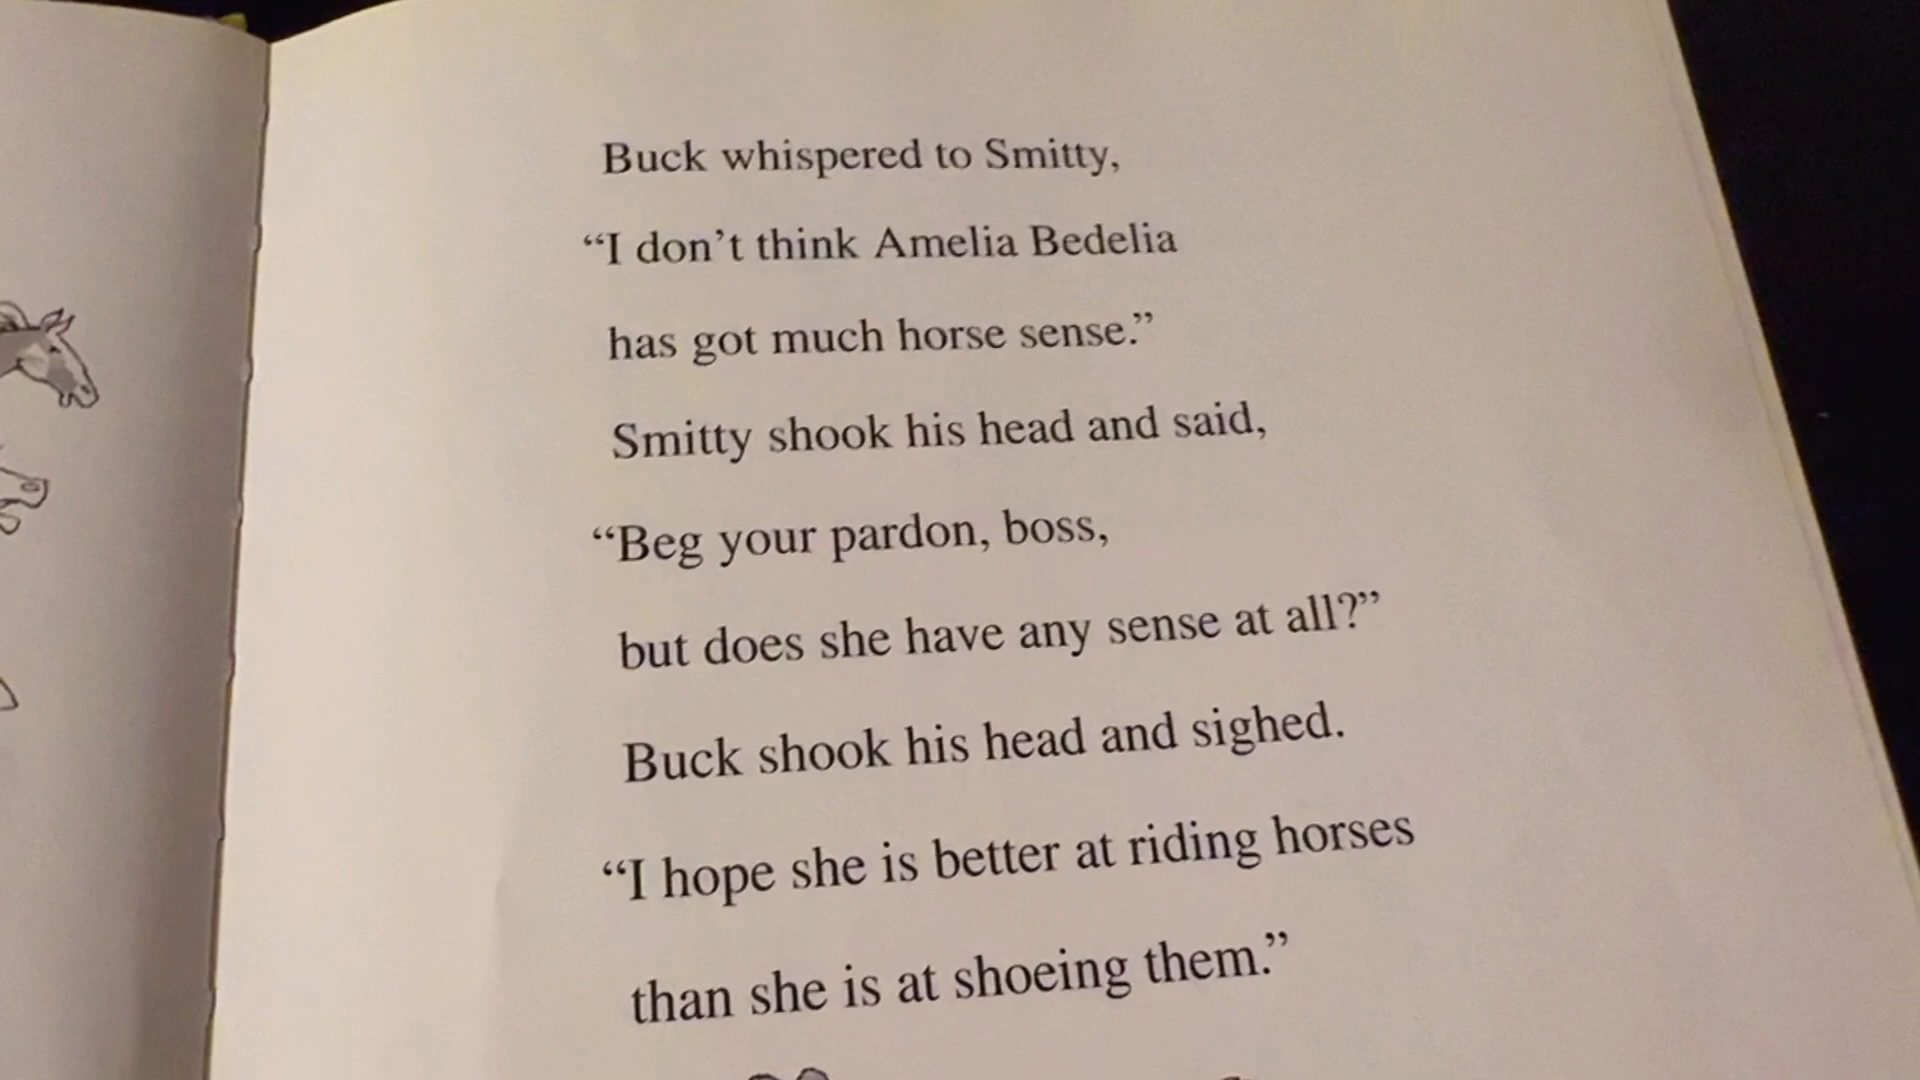 Buck whispered to Smitty,
“I don’t think Amelia Bedelia
has got much horse sense.”
Smitty shook his head and said,
“Beg your pardon, boss,
but does she have any sense at all?”
Buck shook his head and sighed.
“I hope she is better at riding horses
than she is at shoeing them.”